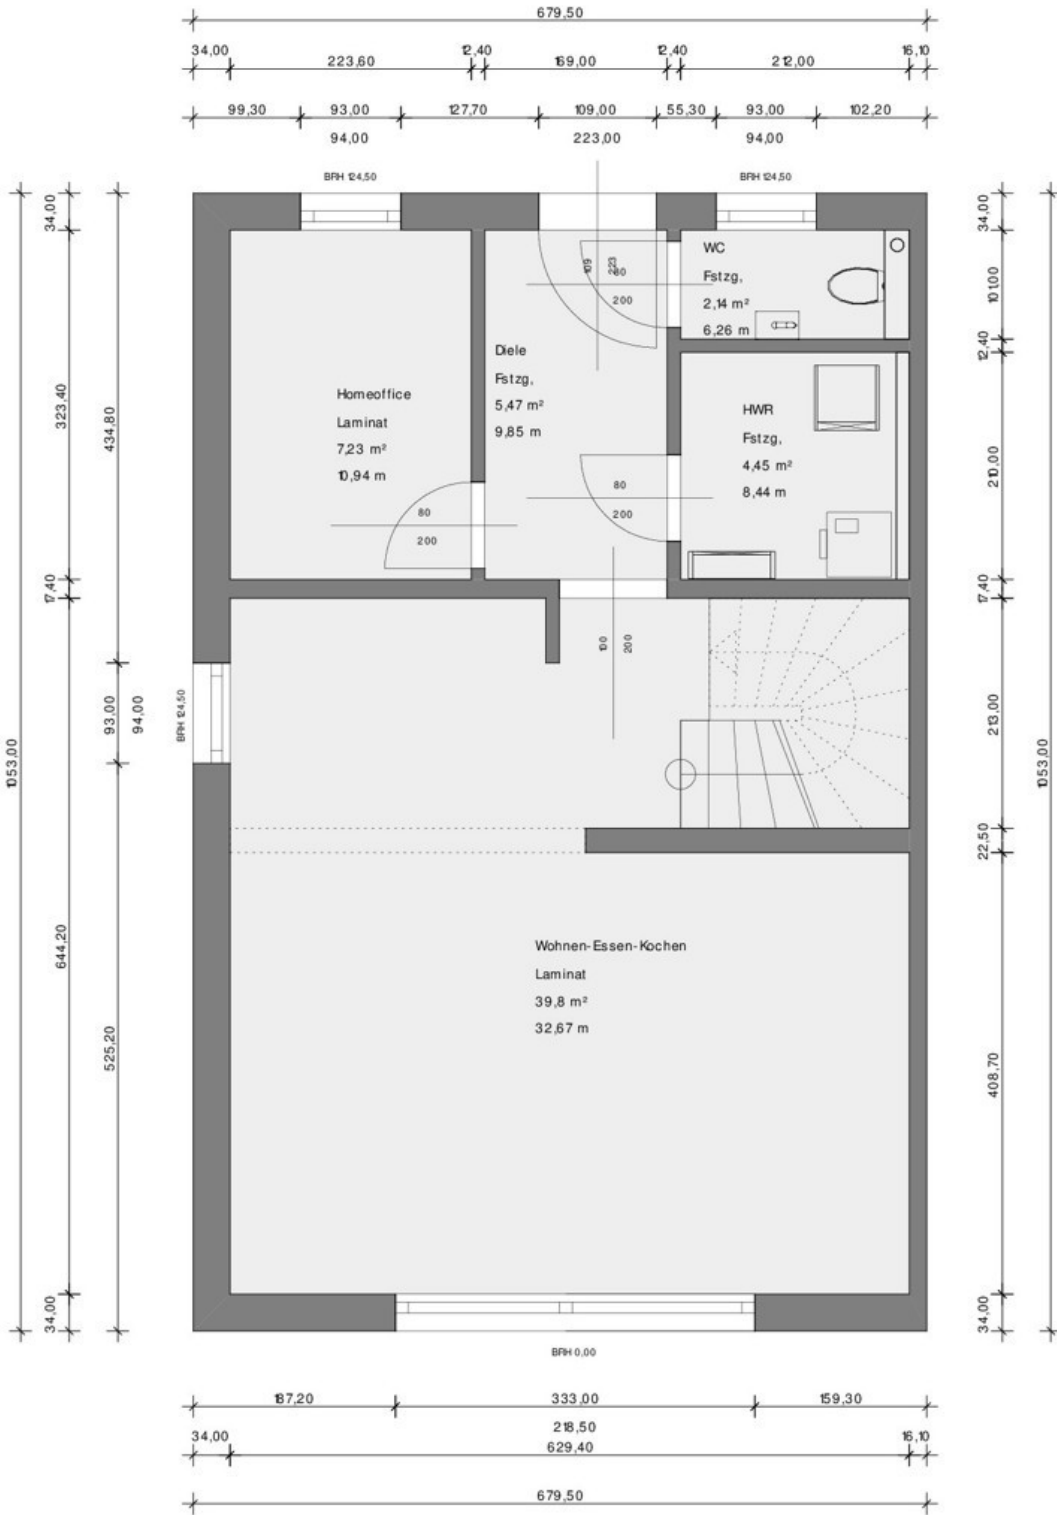 679,50
34,00 12,40 12,40 16,10
223,60 169,00 212,00
99,30 93,00 127,70 109,00 55,30 93,00 102,20
94,00 223,00 94,00
BRH 124,50 BRH 124,50
34,00
323,40
17,40
644,20
34,00
434,80
93,00
94,00
525,20
1053,00
BRH 124,50
Homeoffice
Laminat
7,23 m²
10,94 m
80
200
Diele
Fstzg,
5,47 m²
9,85 m
109
223
80
200
WC
Fstzg,
2,14 m²
6,26 m
HWR
Fstzg,
4,45 m²
8,44 m
80
200
100
200
Wohnen-Essen-Kochen
Laminat
39,8 m²
32,67 m
34,00
101,00
12,40
210,00
17,40
213,00
22,50
408,70
34,00
1053,00
BRH 0,00
187,20 333,00 159,30
218,50
34,00 629,40 16,10
679,50